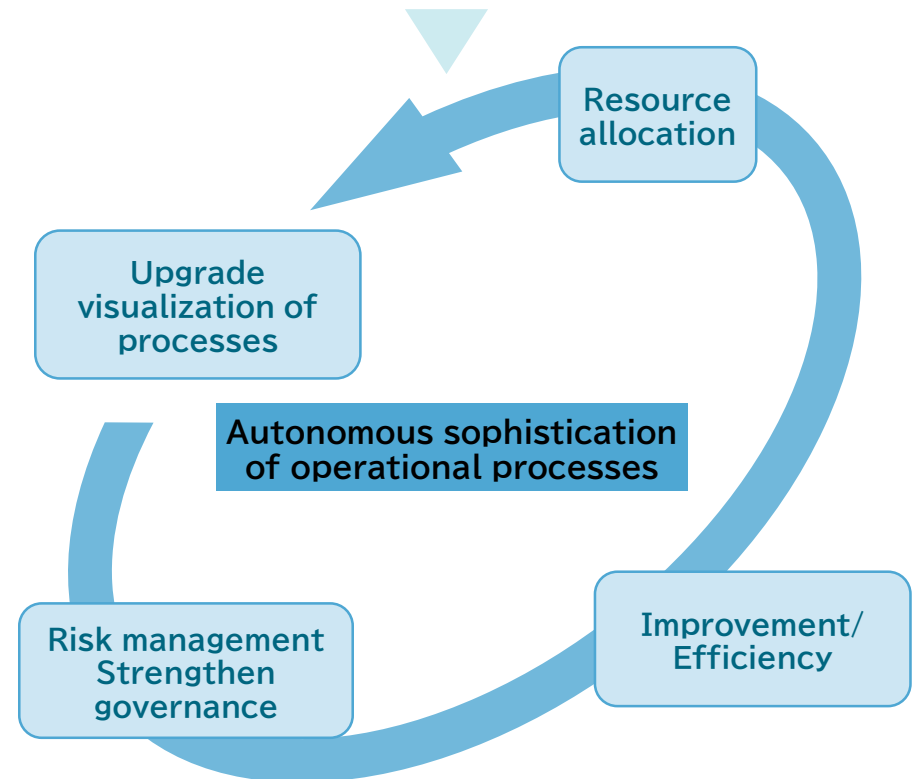 Resource
allocation
Upgrade
visualization of
processes
Autonomous sophistication
of operational processes
Risk management
Strengthen
governance
Improvement/
Efficiency